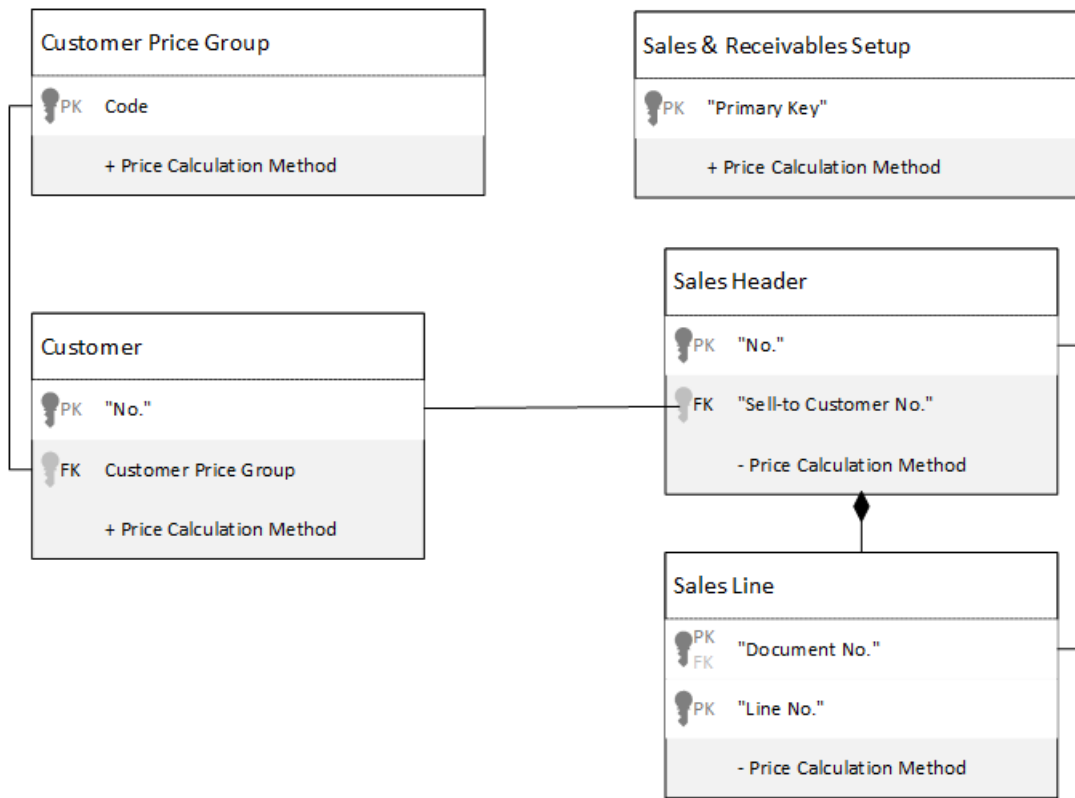 Customer Price Group
PK Code
+ Price Calculation Method
Sales & Receivables Setup
PK "Primary Key"
+ Price Calculation Method
Customer
PK "No."
FK Customer Price Group
+ Price Calculation Method
Sales Header
PK "No."
FK "Sell-to Customer No."
- Price Calculation Method
Sales Line
PK
FK "Document No."
PK "Line No."
- Price Calculation Method